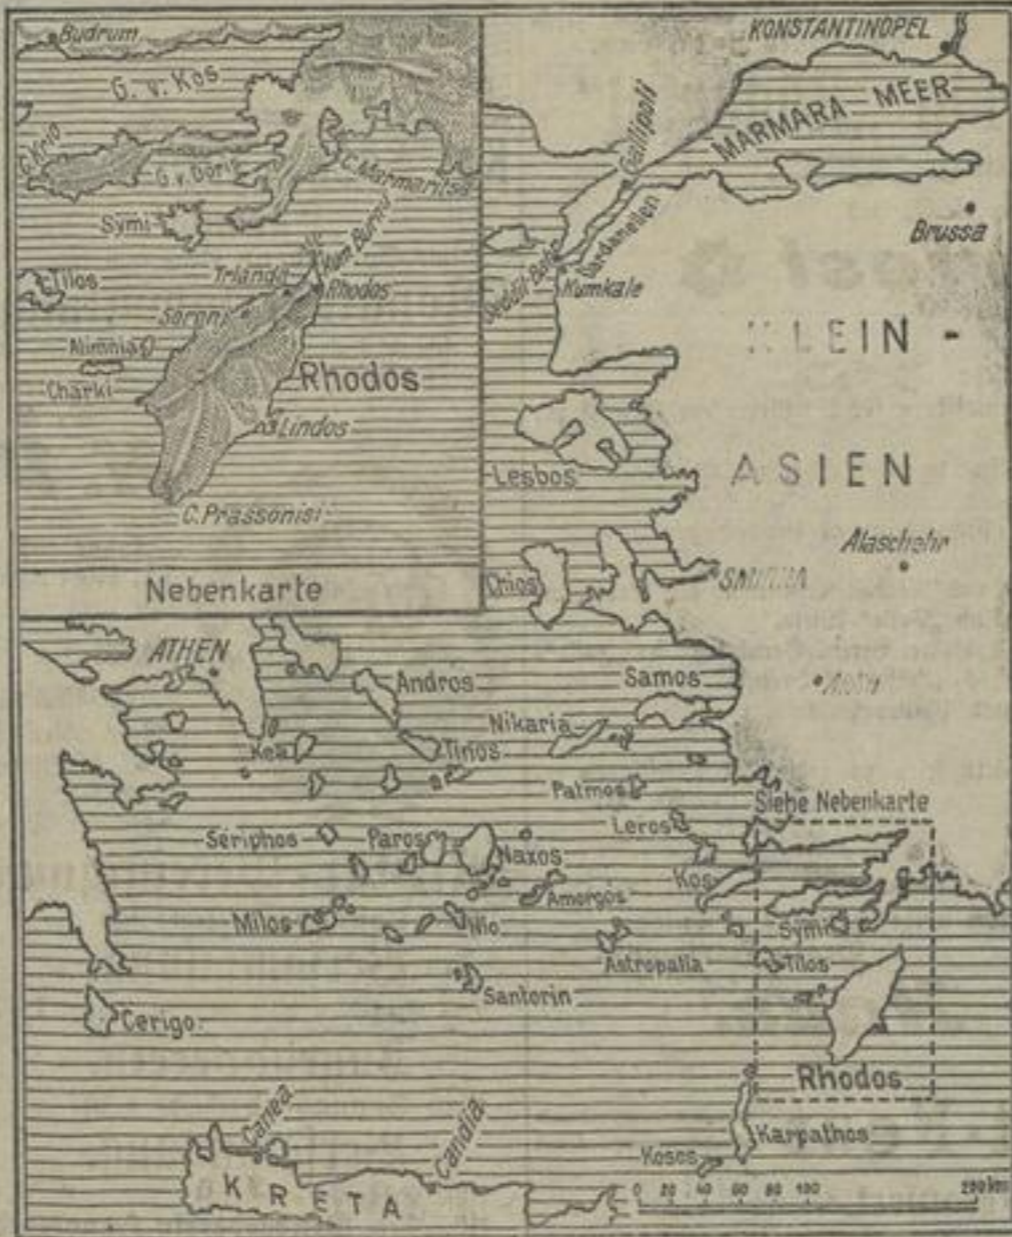 Budrum
G. v. Kos
C. Krio
G. v. Doris
C. Marmaritsa
Symi
Kum Burnu
Tilos
Trianda
Rhodos
Soroni
Alimnia
Charki
Rhodos
Lindos
C. Prassonisi
Nebenkarte
KONSTANTINOPEL
MARMARA-MEER
Gallipoli
Dardanellen
Kumkale
Brussa
KLEIN-
ASIEN
Lesbos
Alaschehr
Chios
SMIRNA
ATHEN
Andros
Samos
Nikaria
Kea
Tinos
Patmos
Siehe Nebenkarte
Leros
Seriphos
Paros
Naxos
Kos
Amorgos
Milos
Nio
Symi
Astropalia
Tilos
Santorin
Cerigo
Rhodos
Canea
Candia
Karpathos
Kosos
KRETA
0 20 40 60 80 100 200 km